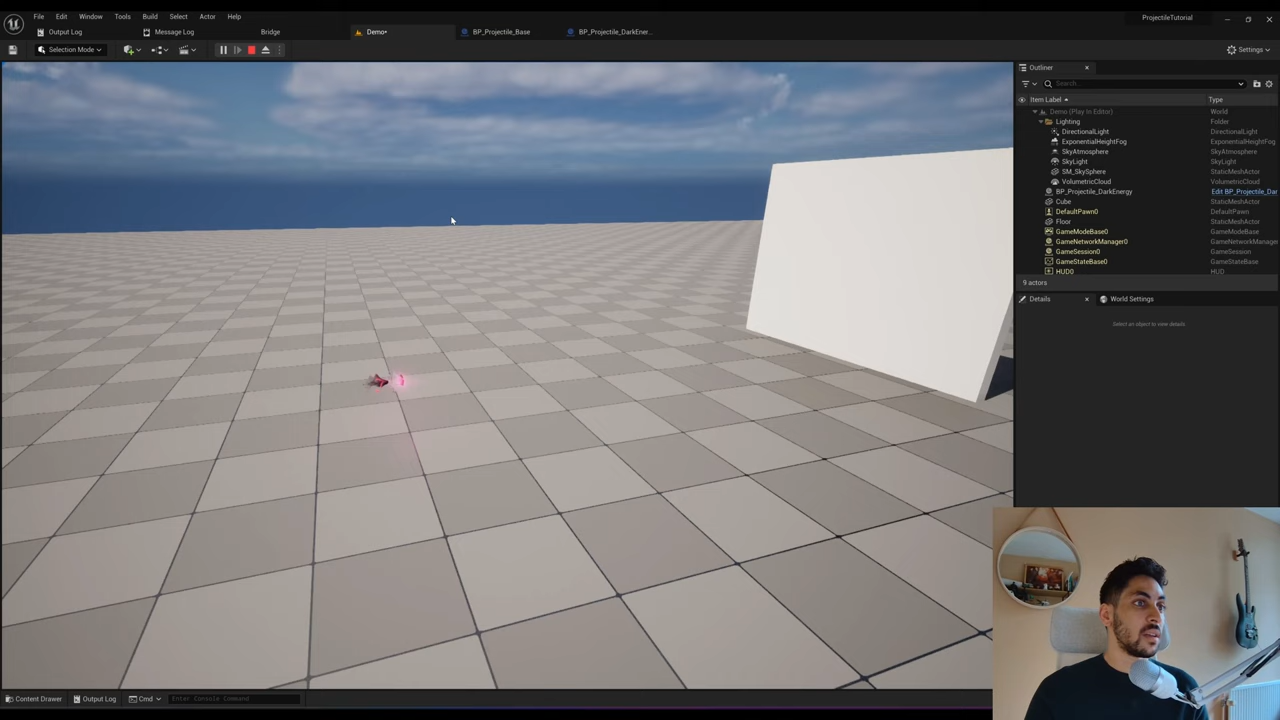 File Edit Window Tools Build Select Actor Help
ProjectileTutorial
Output Log Message Log Bridge Demo• BP_Projectile_Base BP_Projectile_DarkEner...
Selection Mode
Settings
Outliner
Search...
Item Label Type
Demo (Play In Editor) World
Lighting Folder
DirectionalLight DirectionalLight
ExponentialHeightFog ExponentialHeightFog
SkyAtmosphere SkyAtmosphere
SkyLight SkyLight
SM_SkySphere StaticMeshActor
VolumetricCloud VolumetricCloud
BP_Projectile_DarkEnergy Edit BP_Projectile_Dar
Cube StaticMeshActor
DefaultPawn0 DefaultPawn
Floor StaticMeshActor
GameModeBase0 GameModeBase
GameNetworkManager0 GameNetworkManage
GameSession0 GameSession
GameStateBase0 GameStateBase
HUD0 HUD
9 actors
Details World Settings
Select an object to view details.
Content Drawer Output Log Cmd Enter Console Command